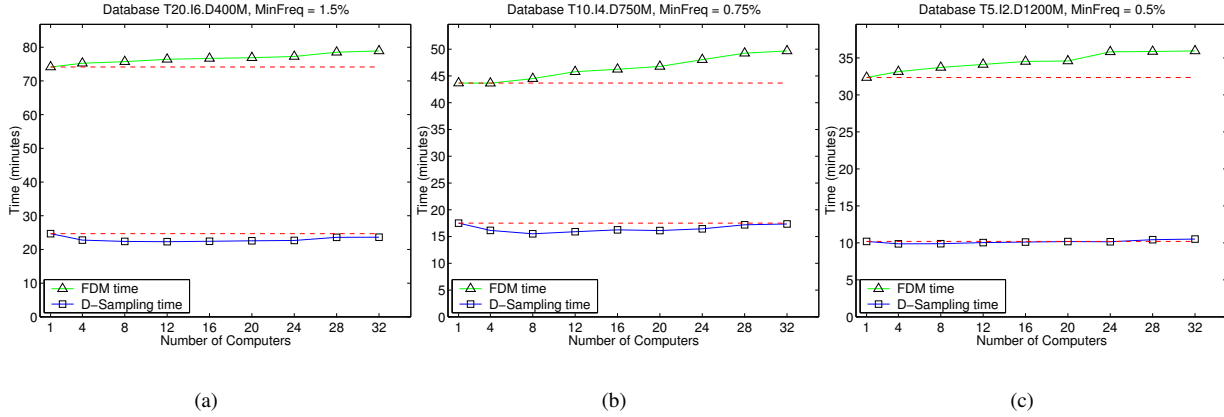 Database T20.I6.D400M, MinFreq = 1.5%
80
70
60
50
40
30
20
10
0
Time (minutes)
FDM time
D−Sampling time
1 4 8 12 16 20 24 28 32
Number of Computers
(a)
Database T10.I4.D750M, MinFreq = 0.75%
50
45
40
35
30
25
20
15
10
5
0
Time (minutes)
FDM time
D−Sampling time
1 4 8 12 16 20 24 28 32
Number of Computers
(b)
Database T5.I2.D1200M, MinFreq = 0.5%
35
30
25
20
15
10
5
0
Time (minutes)
FDM time
D−Sampling time
1 4 8 12 16 20 24 28 32
Number of Computers
(c)